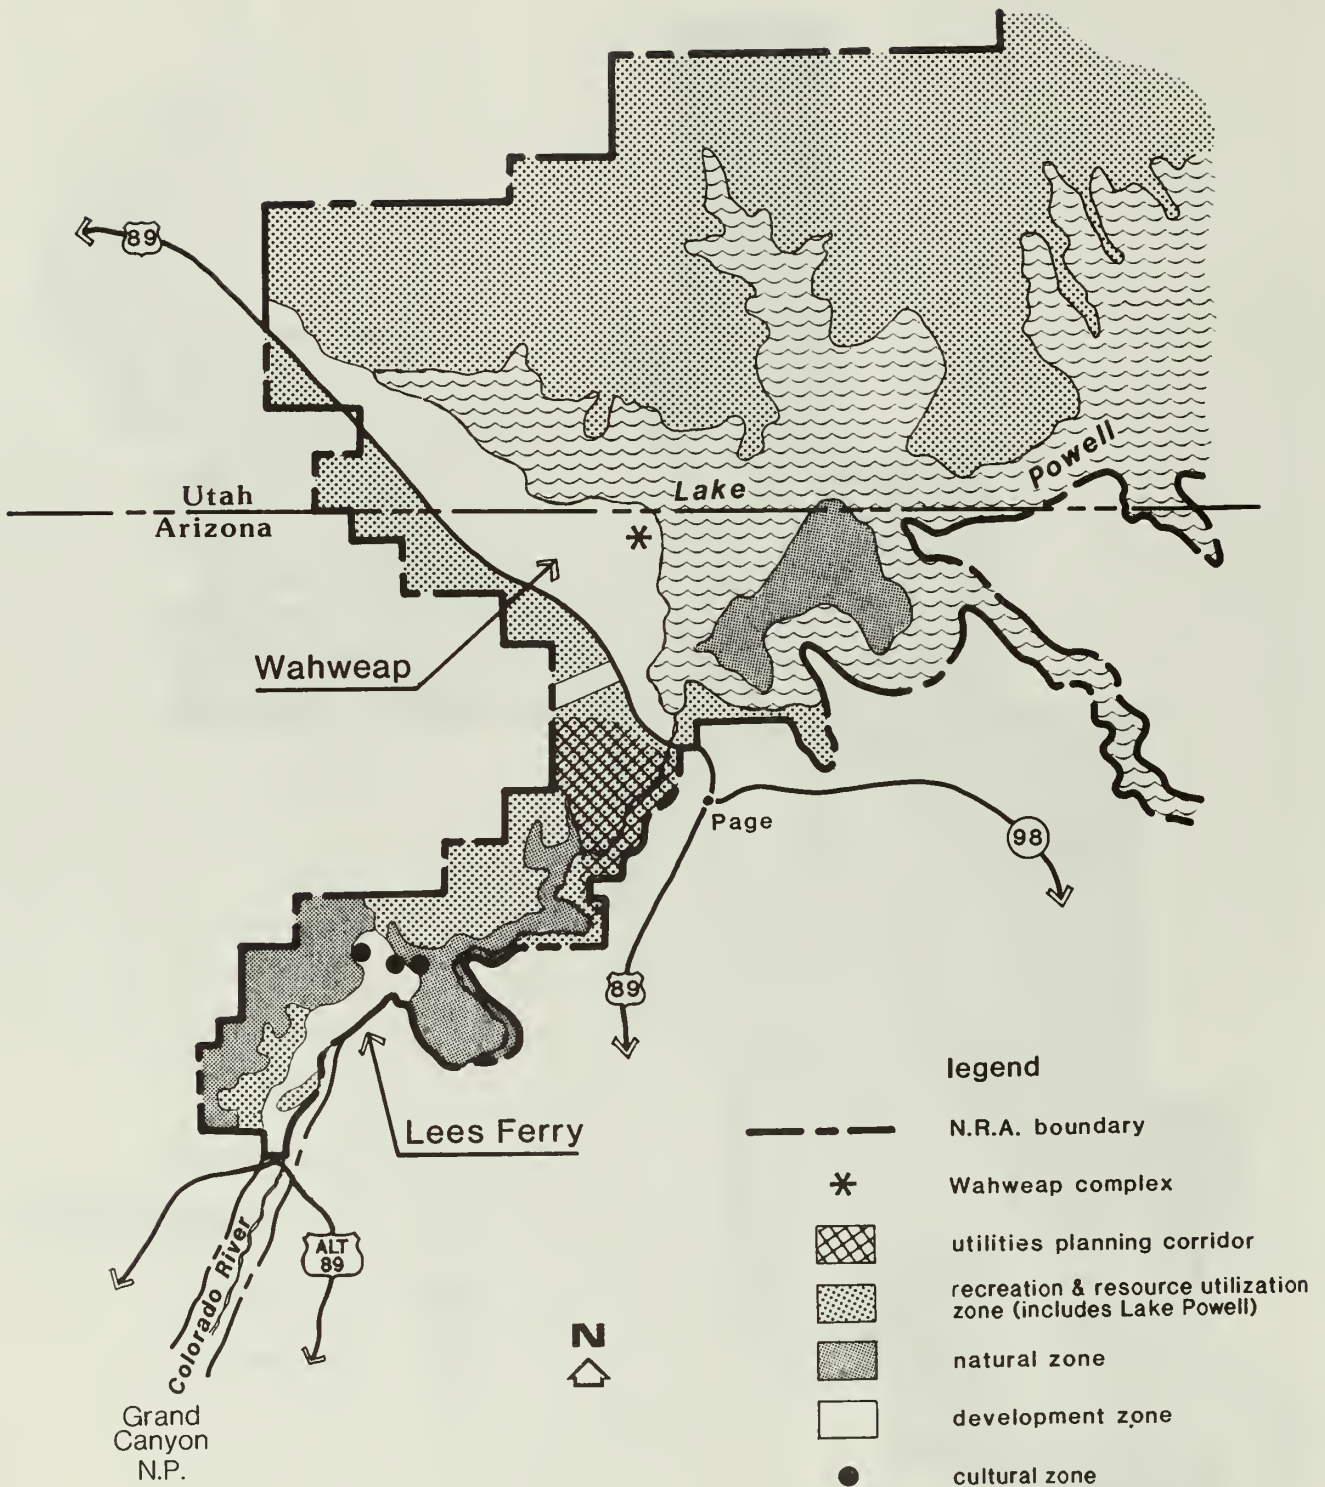 89
Utah
Arizona
Lake
Powell
Wahweap
Page
98
89
Lees Ferry
ALT
89
Colorado River
Grand
Canyon
N.P.
N
legend
N.R.A. boundary
Wahweap complex
utilities planning corridor
recreation & resource utilization
zone (includes Lake Powell)
natural zone
development zone
cultural zone